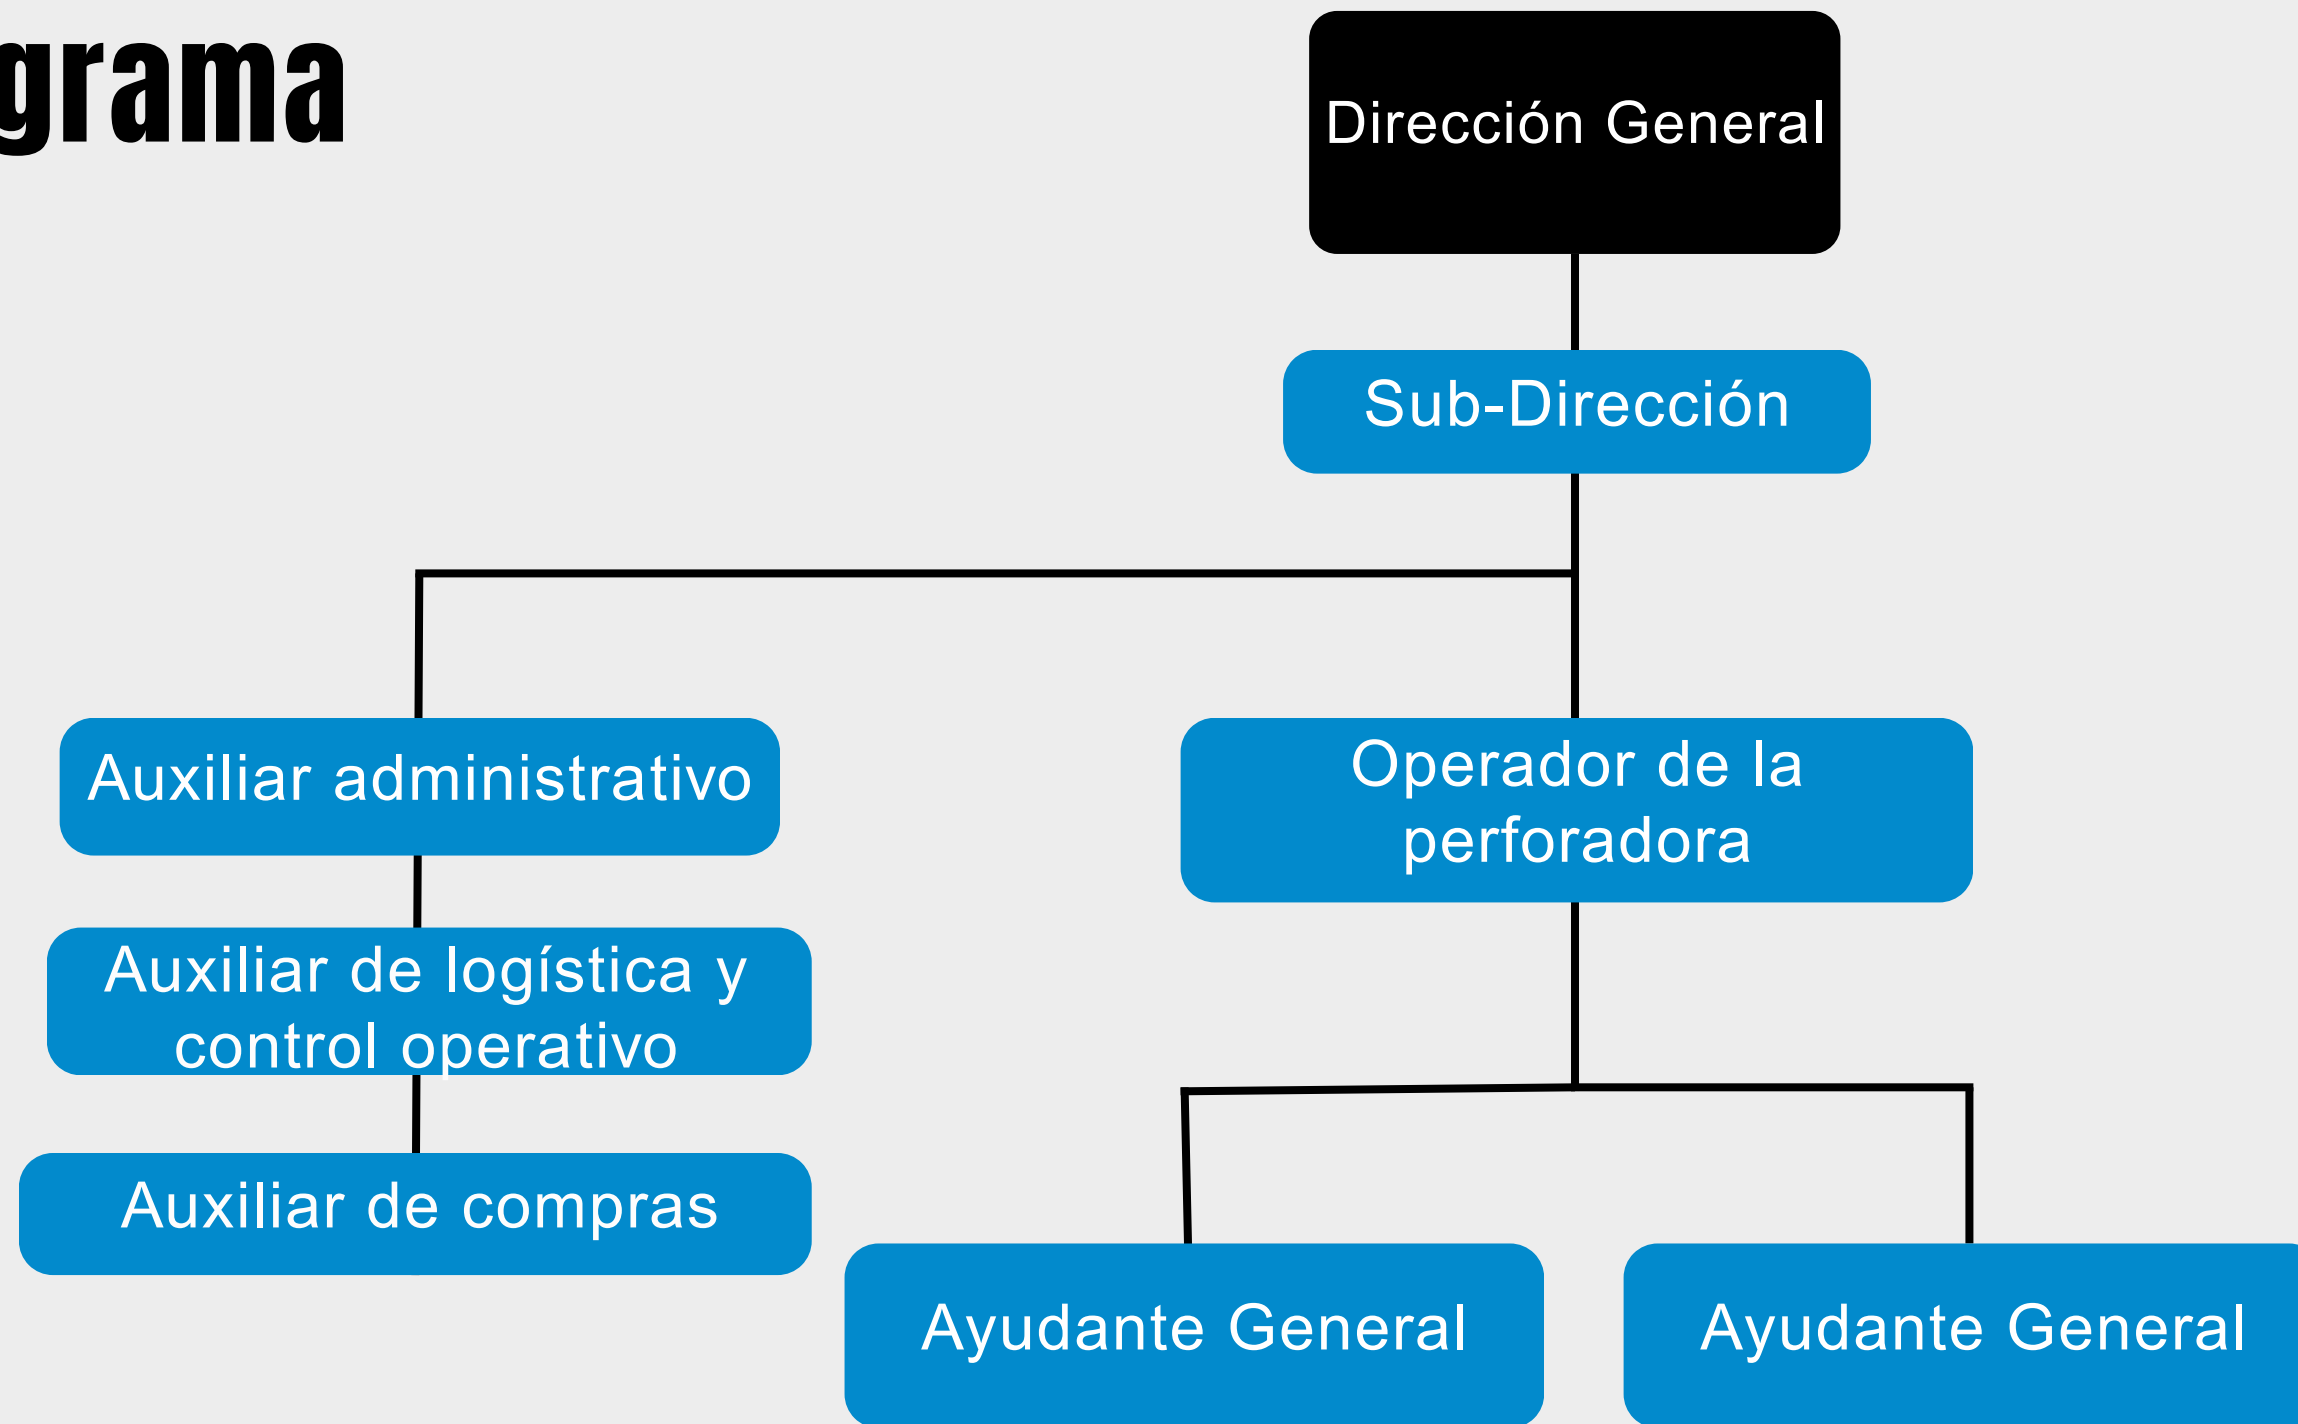 grama
Dirección General
Sub-Dirección
Auxiliar administrativo
Operador de la
perforadora
Auxiliar de logística y
control operativo
Auxiliar de compras
Ayudante General
Ayudante General